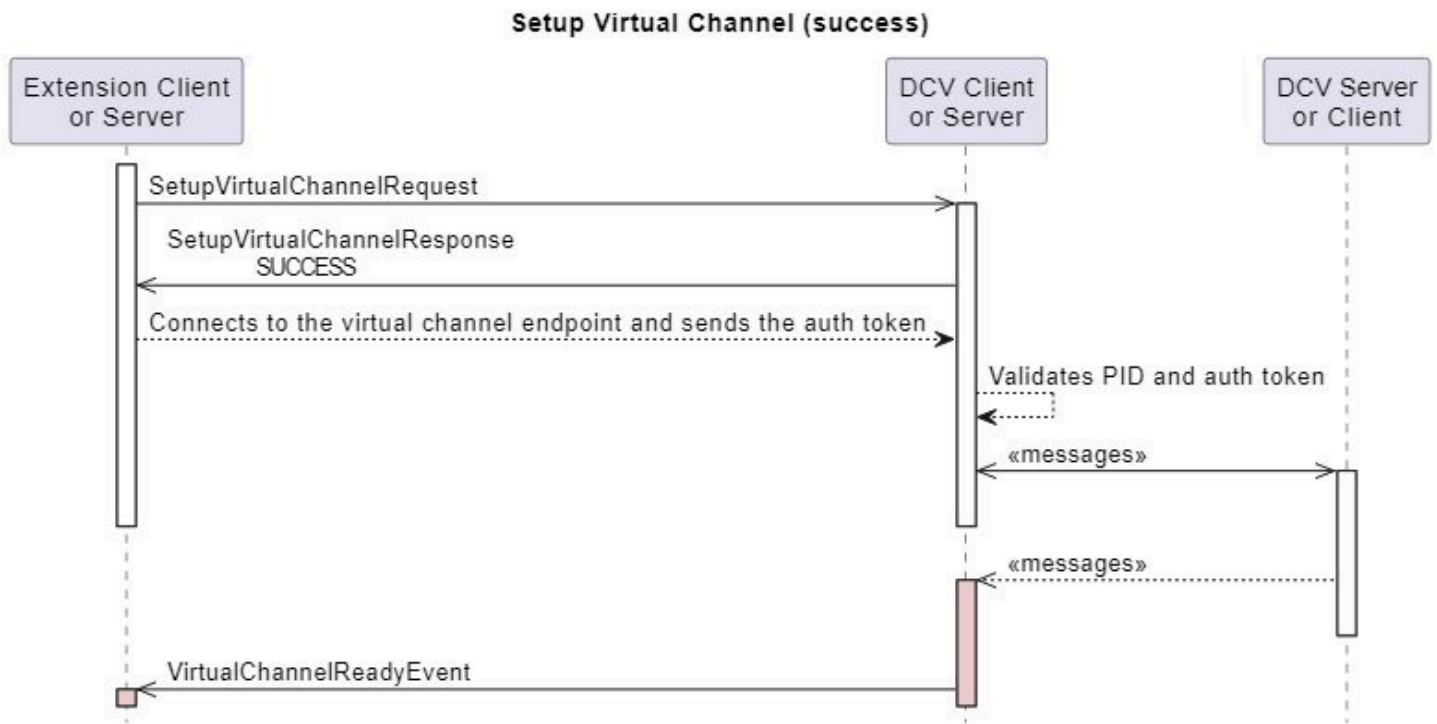 Setup Virtual Channel (success)
Extension Client
or Server
DCV Client
or Server
DCV Server
or Client
SetupVirtualChannelRequest
SetupVirtualChannelResponse
SUCCESS
Connects to the virtual channel endpoint and sends the auth token
Validates PID and auth token
«messages»
«messages»
VirtualChannelReadyEvent